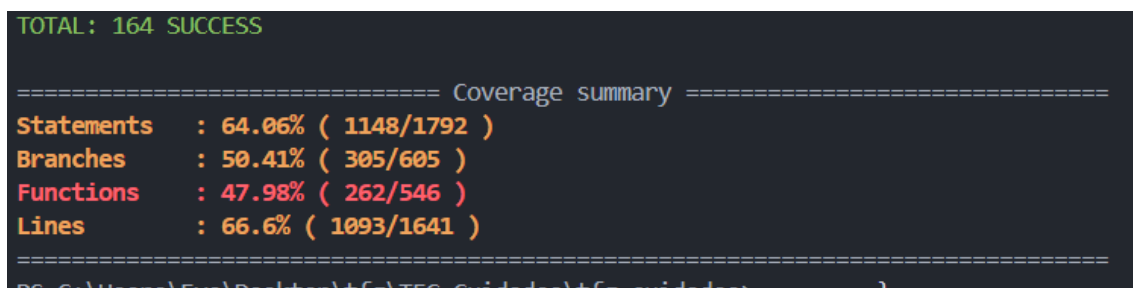 TOTAL: 164 SUCCESS
=============================== Coverage summary ===============================
Statements   : 64.06% ( 1148/1792 )
Branches     : 50.41% ( 305/605 )
Functions    : 47.98% ( 262/546 )
Lines        : 66.6% ( 1093/1641 )
================================================================================